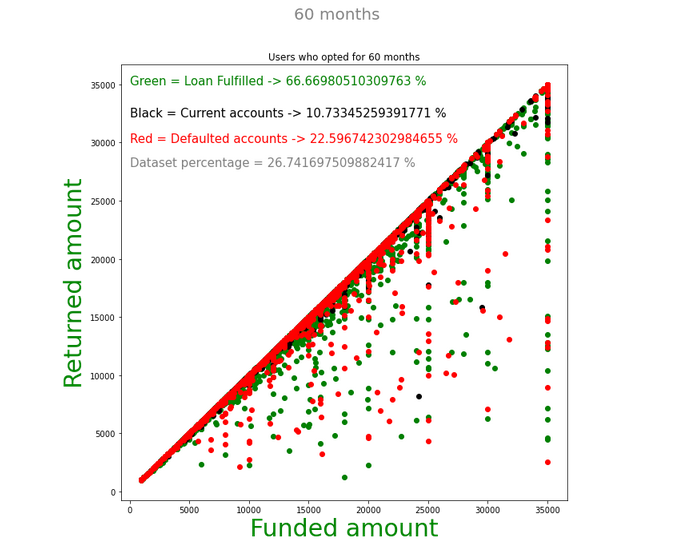 60 months
Users who opted for 60 months
Green = Loan Fulfilled -> 66.66980510309763 %
Black = Current accounts -> 10.73345259391771 %
Red = Defaulted accounts -> 22.596742302984655 %
Dataset percentage = 26.741697509882417 %
Returned amount
35000
30000
25000
20000
15000
10000
5000
0
0 5000 10000 15000 20000 25000 30000 35000
Funded amount